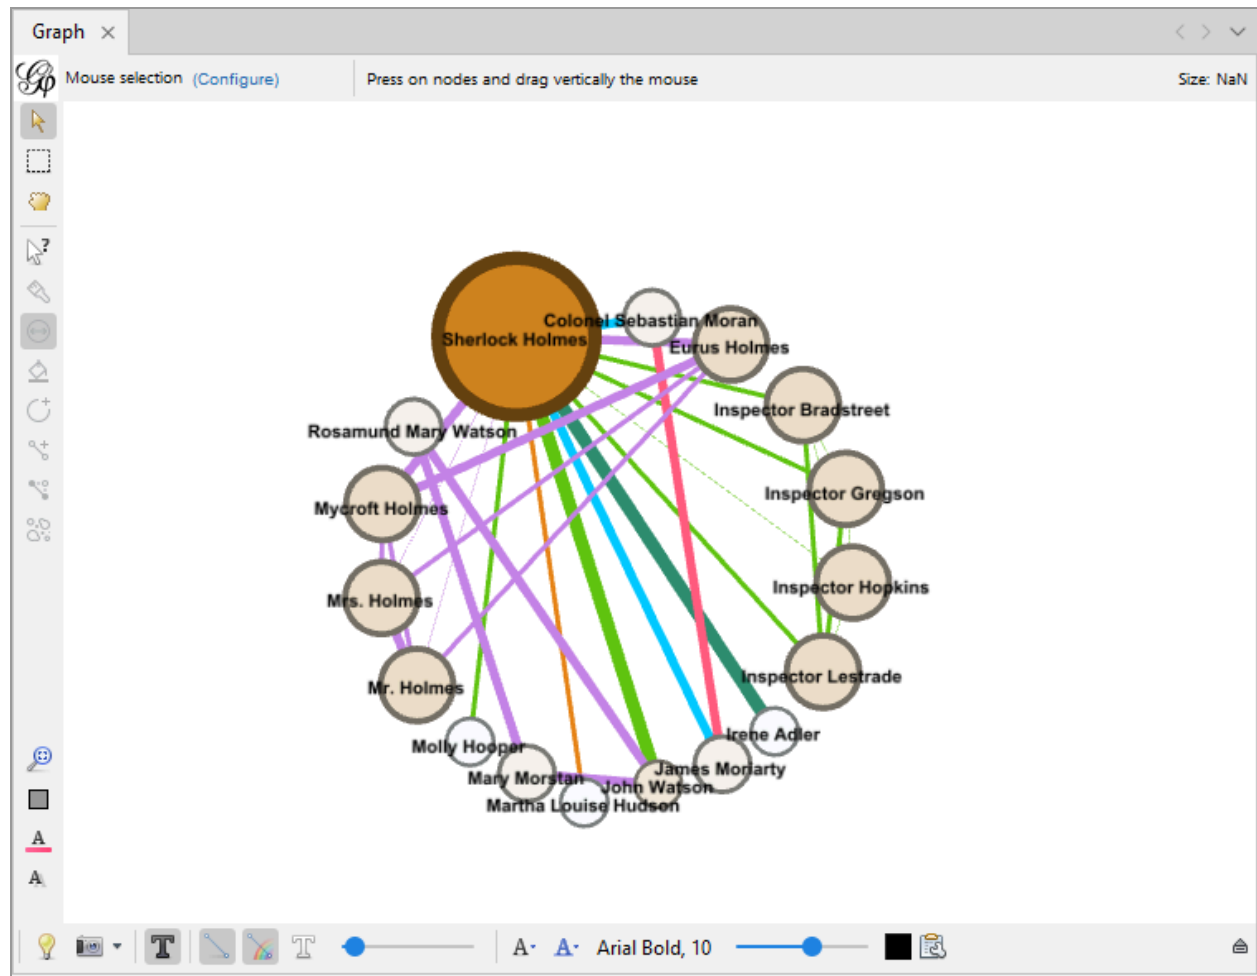 Graph
Mouse selection (Configure)
Press on nodes and drag vertically the mouse
Size: NaN
Colonel Sebastian Moran
Sherlock Holmes
Eurus Holmes
Inspector Bradstreet
Rosamund Mary Watson
Inspector Gregson
Mycroft Holmes
Inspector Hopkins
Mrs. Holmes
Inspector Lestrade
Mr. Holmes
Irene Adler
Molly Hooper
James Moriarty
Mary Morstan
John Watson
Martha Louise Hudson
A
A
T
T
A
A
Arial Bold, 10